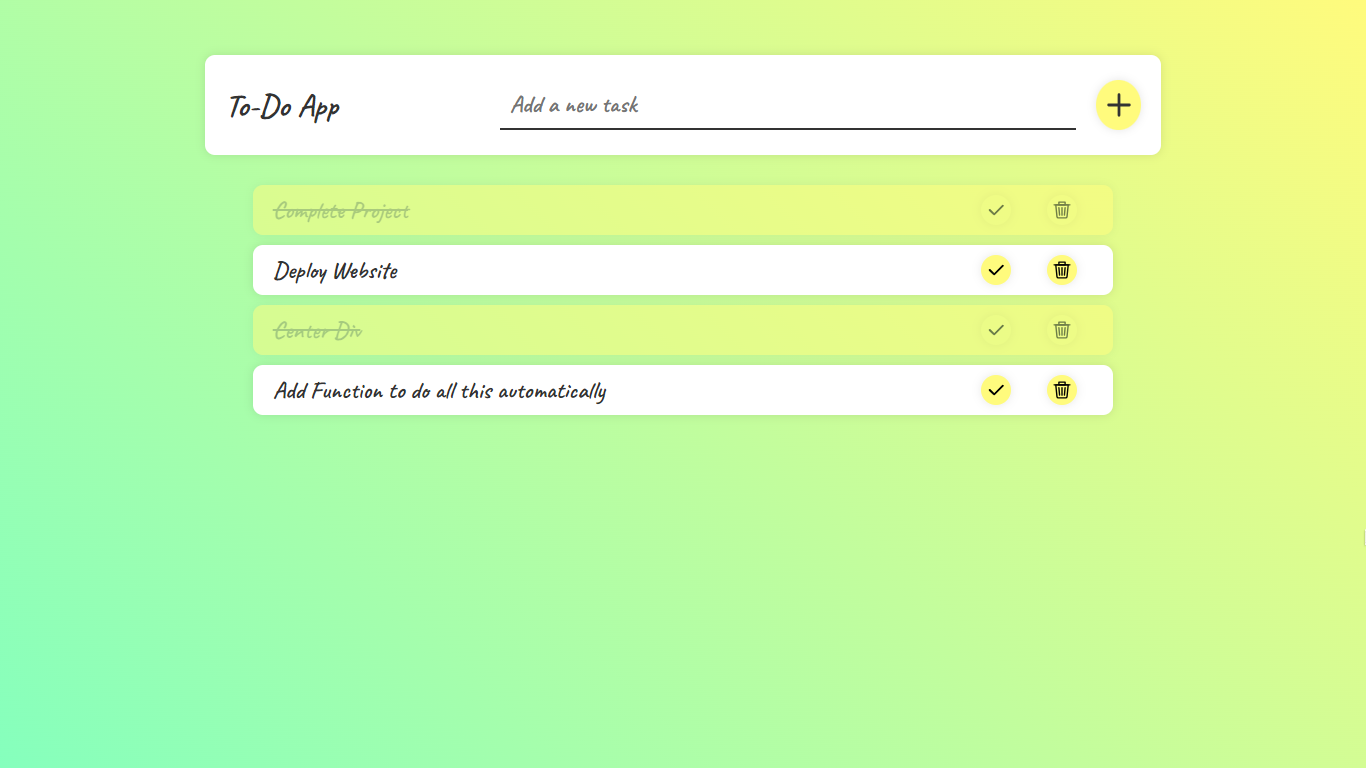 To-Do App
Add a new task
Complete Project
Deploy Website
Center Div
Add Function to do all this automatically